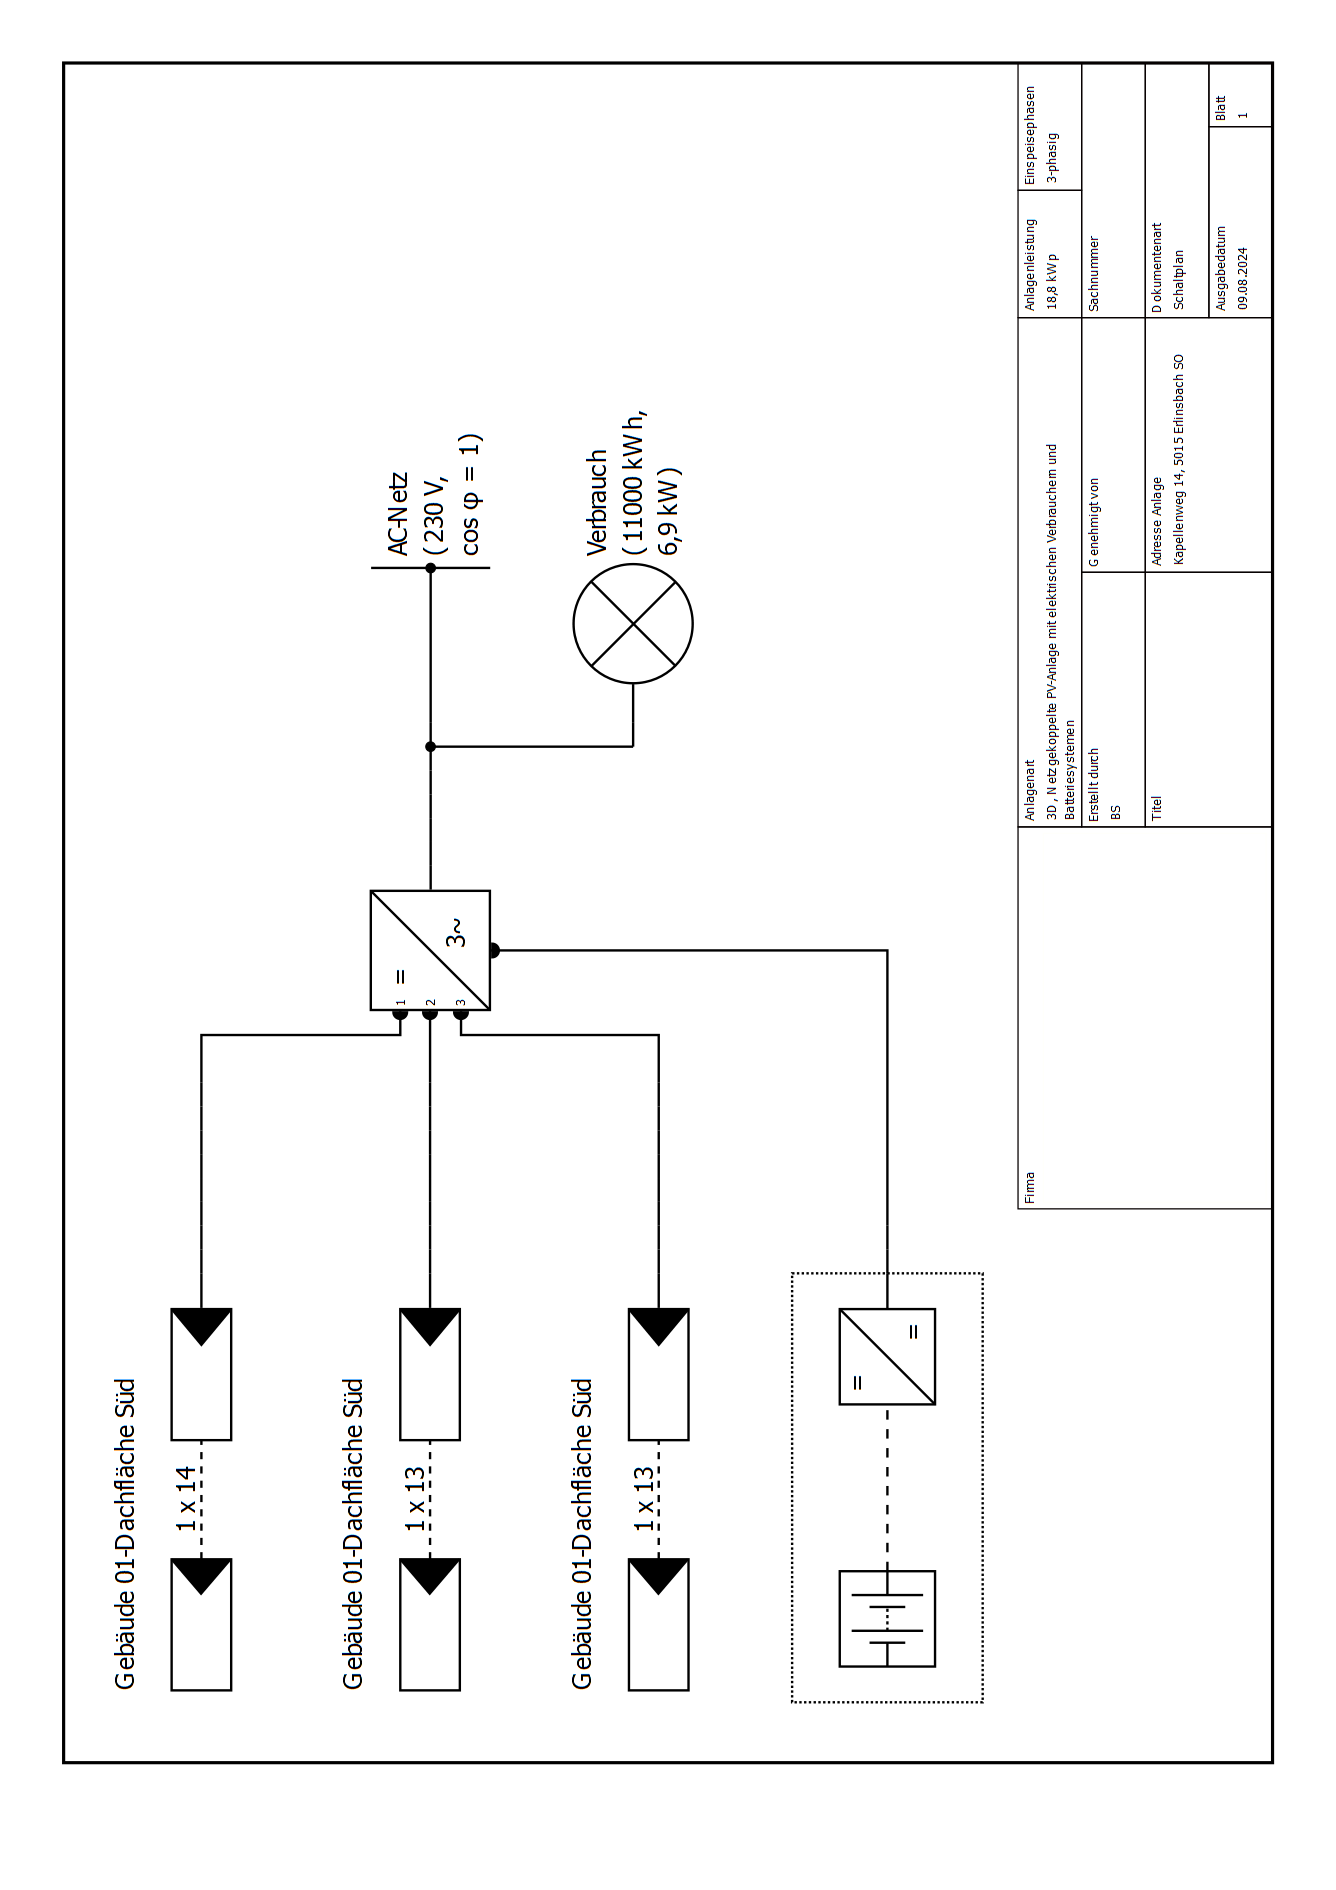 Gebäude 01-Dachfläche Süd
1 x 14
Gebäude 01-Dachfläche Süd
1 x 13
Gebäude 01-Dachfläche Süd
1 x 13
=
=
=
3~
1
2
3
AC-Netz
(230 V,
cos φ = 1)
Verbrauch
(11000 kWh,
6,9 kW)
Firma
Anlagenart
3D, Netzgekoppelte PV-Anlage mit elektrischen Verbrauchern und
Batteriesystemen
Anlagenleistung
18,8 kWp
Einspeisephasen
3-phasig
Erstellt durch
BS
Genehmigt von
Sachnummer
Titel
Adresse Anlage
Kapellenweg 14, 5015 Erlinsbach SO
Dokumentenart
Schaltplan
Ausgabedatum
09.08.2024
Blatt
1